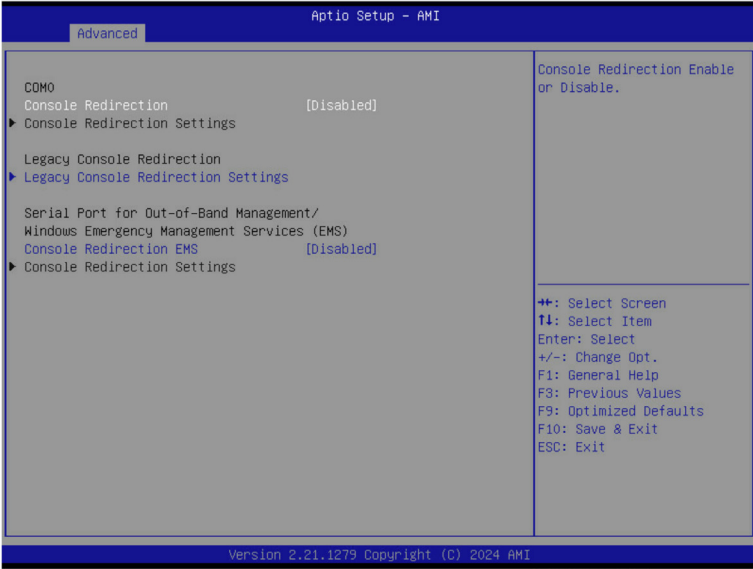 Aptio Setup – AMI
Advanced
COM0
Console Redirection [Disabled]
▶ Console Redirection Settings
Legacy Console Redirection
▶ Legacy Console Redirection Settings
Serial Port for Out-of-Band Management/
Windows Emergency Management Services (EMS)
Console Redirection EMS [Disabled]
▶ Console Redirection Settings
Console Redirection Enable
or Disable.
→←: Select Screen
↑↓: Select Item
Enter: Select
+/-: Change Opt.
F1: General Help
F3: Previous Values
F9: Optimized Defaults
F10: Save & Exit
ESC: Exit
Version 2.21.1279 Copyright (C) 2024 AMI